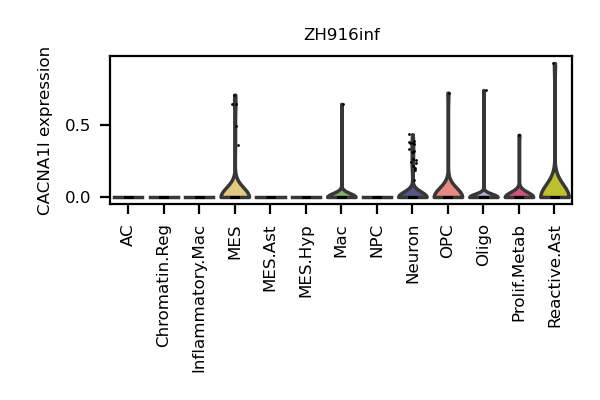 ZH916inf
CACNA1I expression
0.5
0.0
AC
Chromatin.Reg
Inflammatory.Mac
MES
MES.Ast
MES.Hyp
Mac
NPC
Neuron
OPC
Oligo
Prolif.Metab
Reactive.Ast